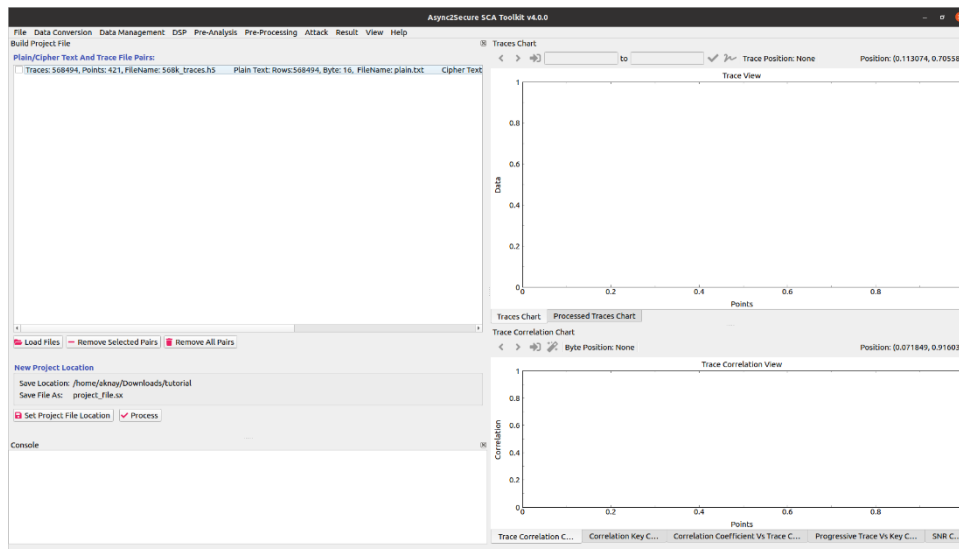 Async2Secure SCA Toolkit v4.0.0
File Data Conversion Data Management DSP Pre-Analysis Pre-Processing Attack Result View Help
Build Project File
Plain/Cipher Text And Trace File Pairs:
Traces: 568494, Points: 421, FileName: 568k_traces.h5 Plain Text: Rows:568494, Byte: 16, FileName: plain.txt Cipher Text
Load Files Remove Selected Pairs Remove All Pairs
New Project Location
Save Location: /home/aknay/Downloads/tutorial
Save File As: project_file.sx
Set Project File Location Process
Console
Traces Chart
to Trace Position: None Position: (0.113074, 0.70558
Trace View
1
0.8
0.6
Data
0.4
0.2
0
0 0.2 0.4 0.6 0.8
Points
Traces Chart Processed Traces Chart
Trace Correlation Chart
Byte Position: None Position: (0.071849, 0.91603
Trace Correlation View
1
0.8
0.6
Correlation
0.4
0.2
0
0 0.2 0.4 0.6 0.8
Points
Trace Correlation C... Correlation Key C... Correlation Coefficient Vs Trace C... Progressive Trace Vs Key C... SNR C...